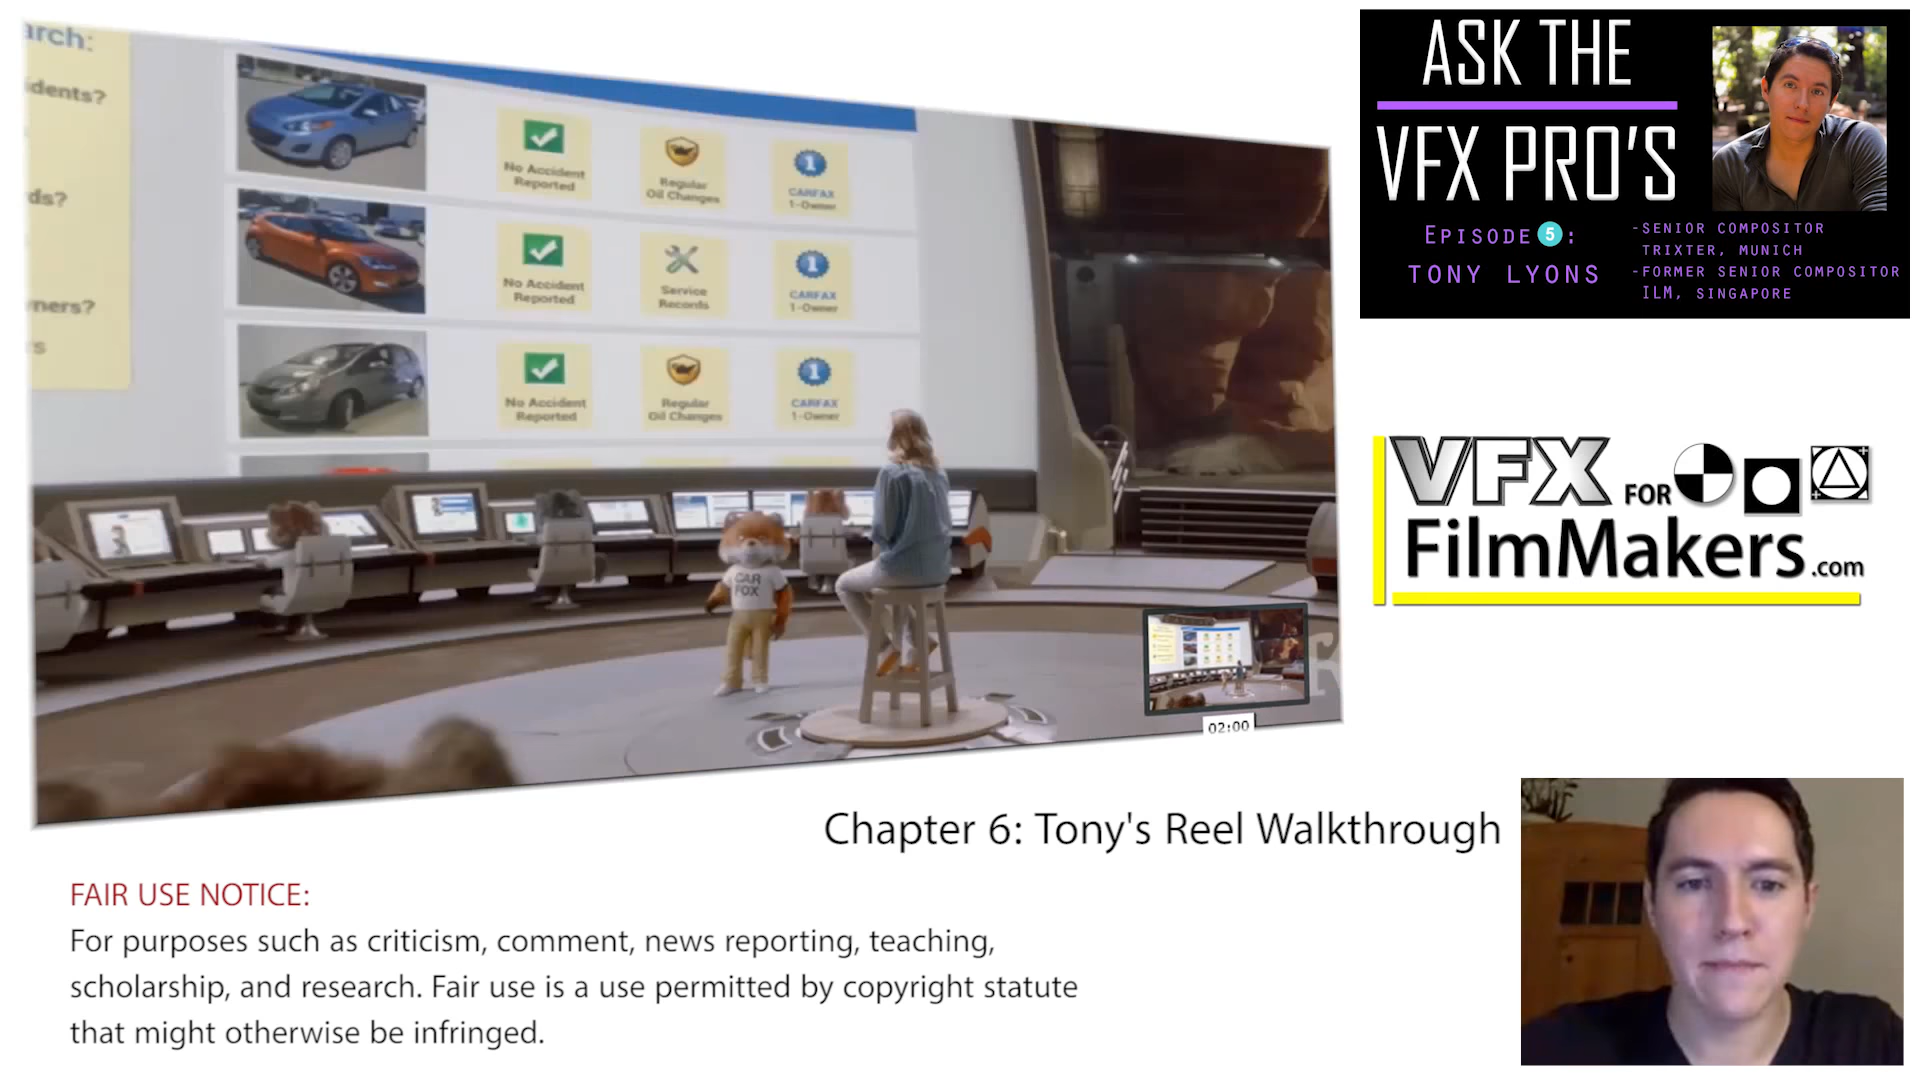 arch:
idents?
ds?
ners?
s
No Accident
Reported
Regular
Oil Changes
1
CARFAX
1-Owner
No Accident
Reported
Service
Records
1
CARFAX
1-Owner
No Accident
Reported
Regular
Oil Changes
1
CARFAX
1-Owner
CAR
FOX
02:00
ASK THE
VFX PRO'S
EPISODE 5:
TONY LYONS
-SENIOR COMPOSITOR
TRIXTER, MUNICH
-FORMER SENIOR COMPOSITOR
ILM, SINGAPORE
VFX FOR
FilmMakers.com
Chapter 6: Tony's Reel Walkthrough
FAIR USE NOTICE:
For purposes such as criticism, comment, news reporting, teaching,
scholarship, and research. Fair use is a use permitted by copyright statute
that might otherwise be infringed.